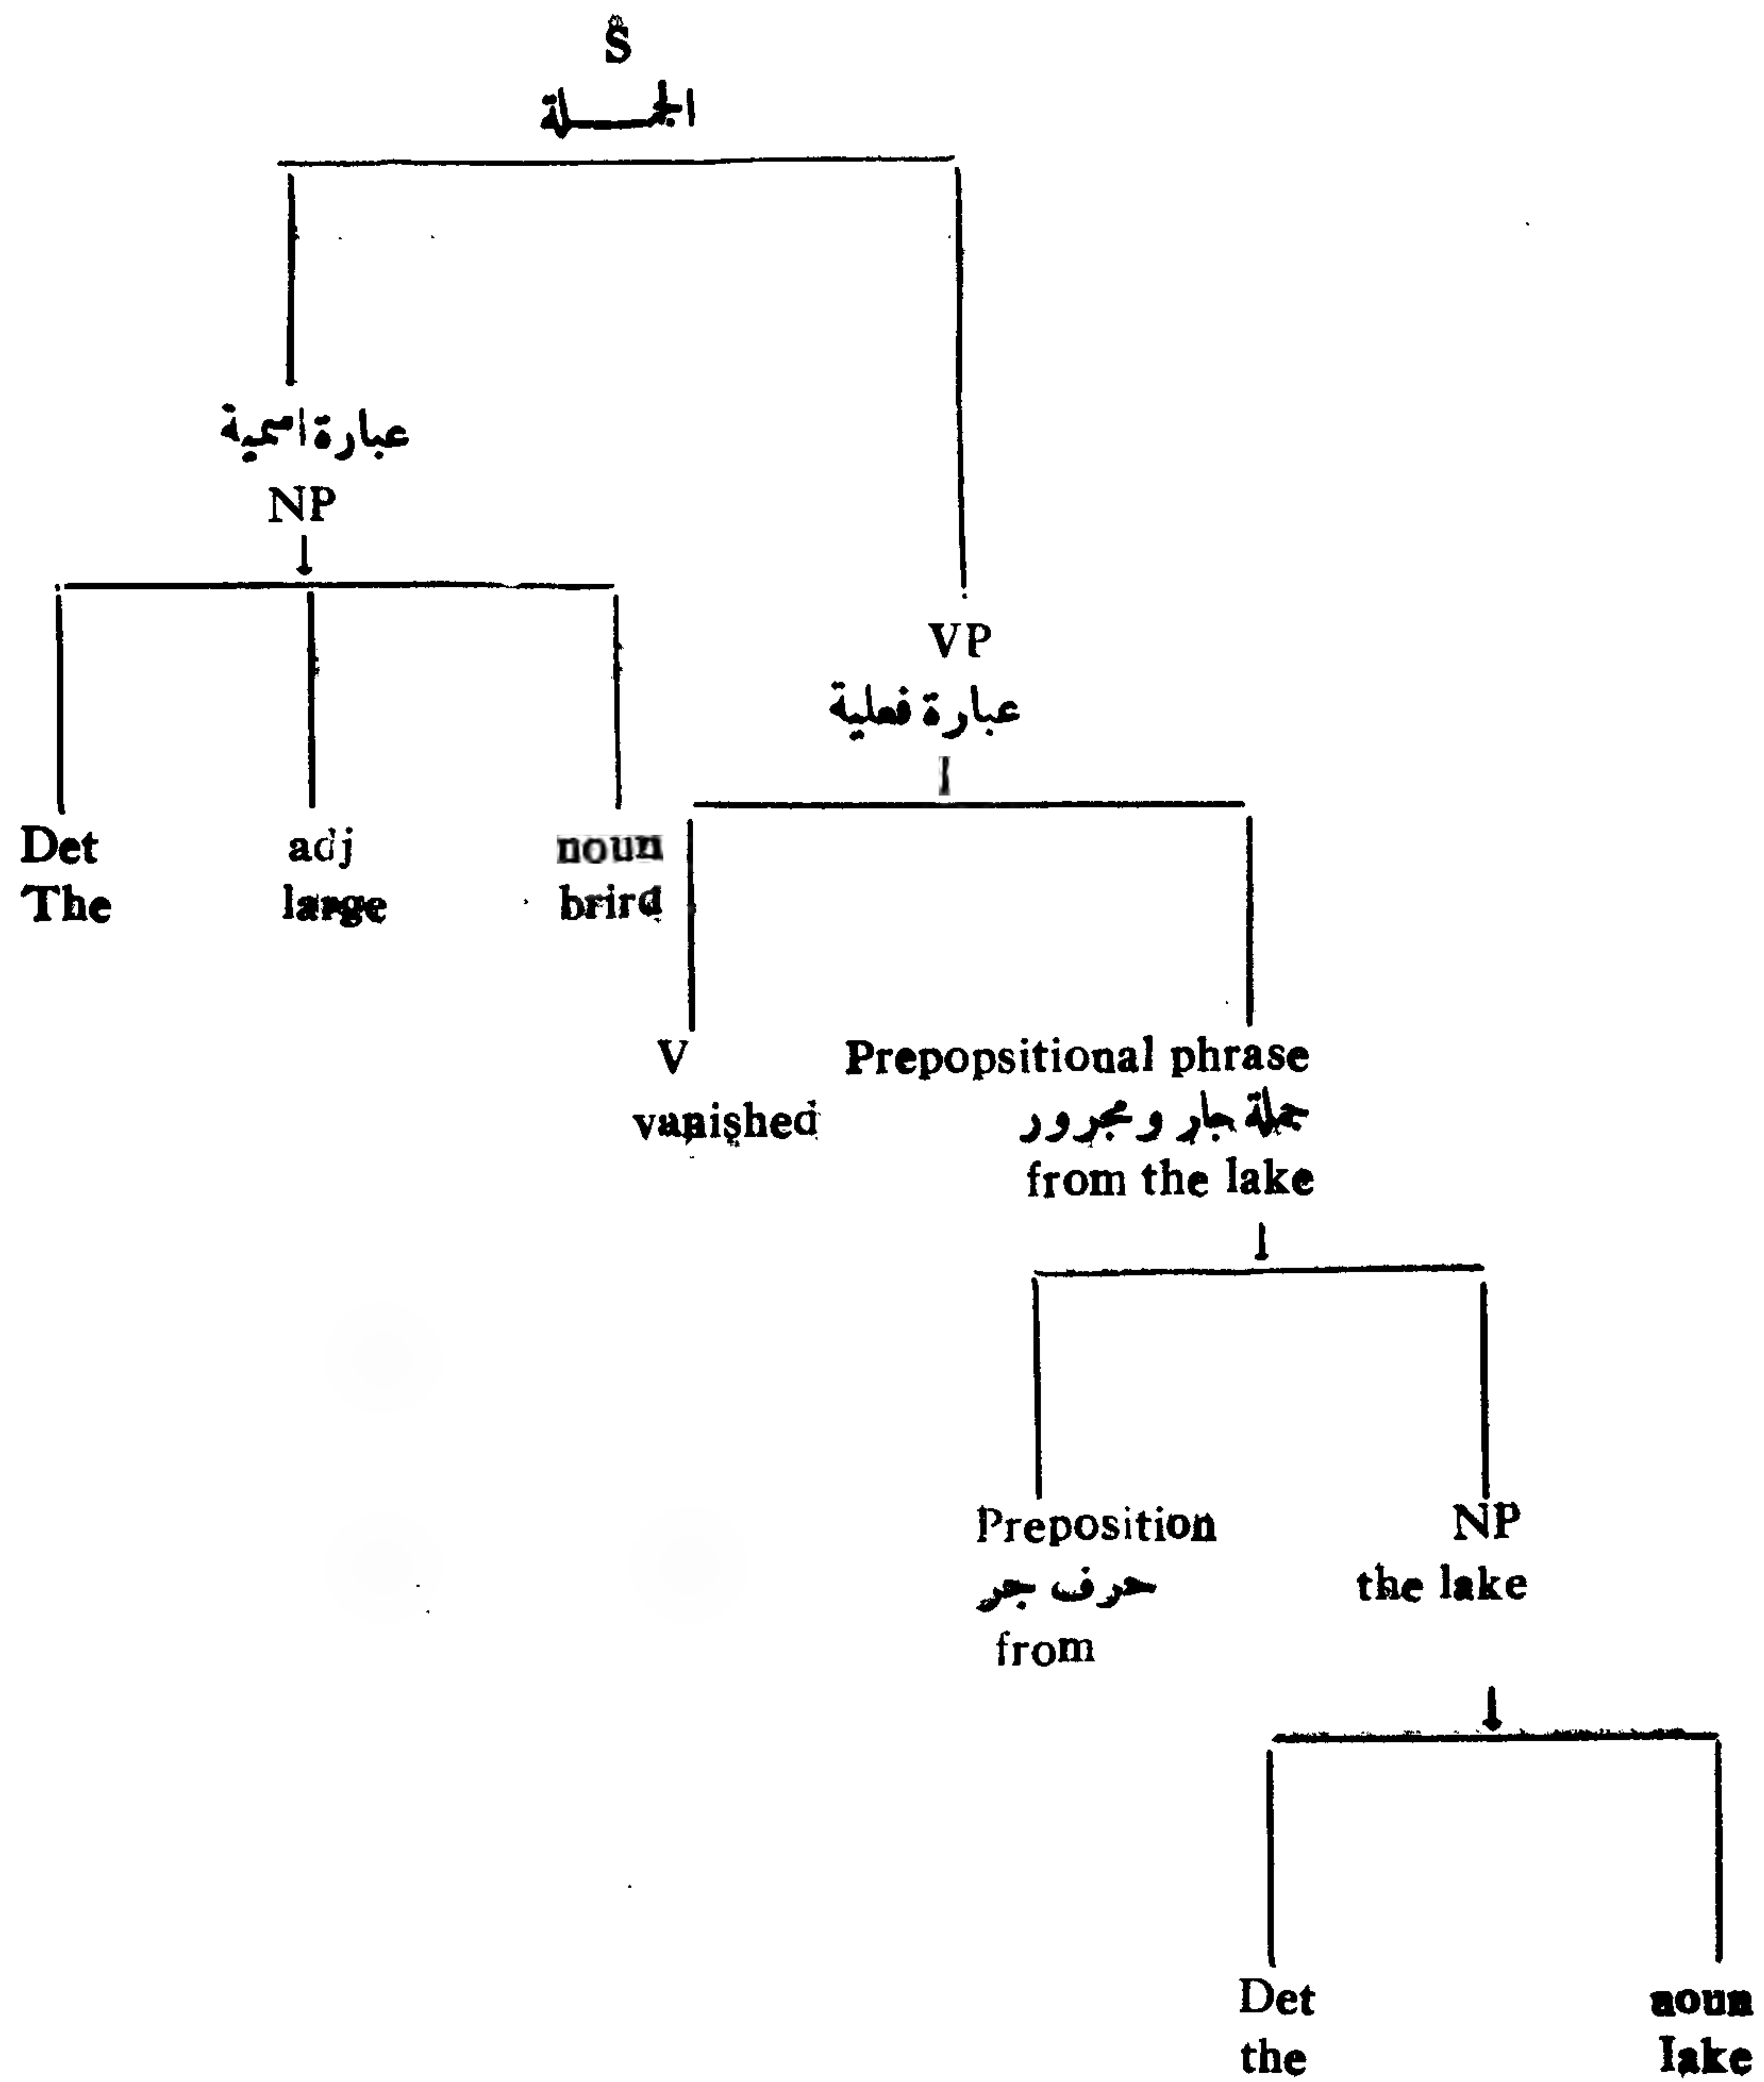 S
الجملة
عبارة اسمية
NP
VP
عبارة فعلية
Det adj noun
The large brird
V Prepopsitional phrase
vanished جملة جار و مجرور
from the lake
Preposition NP
حرف جر the lake
from
Det noun
the lake